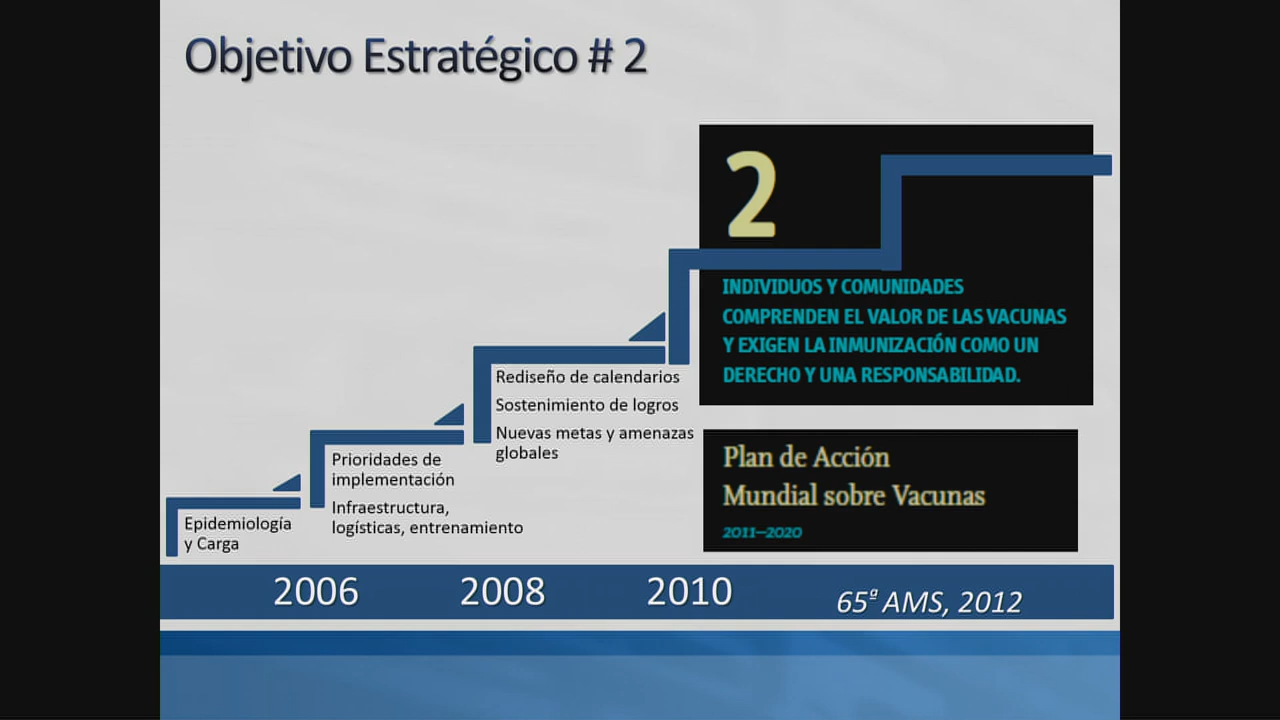 Objetivo Estratégico # 2
2
INDIVIDUOS Y COMUNIDADES
COMPRENDEN EL VALOR DE LAS VACUNAS
Y EXIGEN LA INMUNIZACIÓN COMO UN
DERECHO Y UNA RESPONSABILIDAD.
Rediseño de calendarios
Sostenimiento de logros
Nuevas metas y amenazas
globales
Prioridades de
implementación
Infraestructura,
logísticas, entrenamiento
Epidemiología
y Carga
Plan de Acción
Mundial sobre Vacunas
2011–2020
2006
2008
2010
65ª AMS, 2012